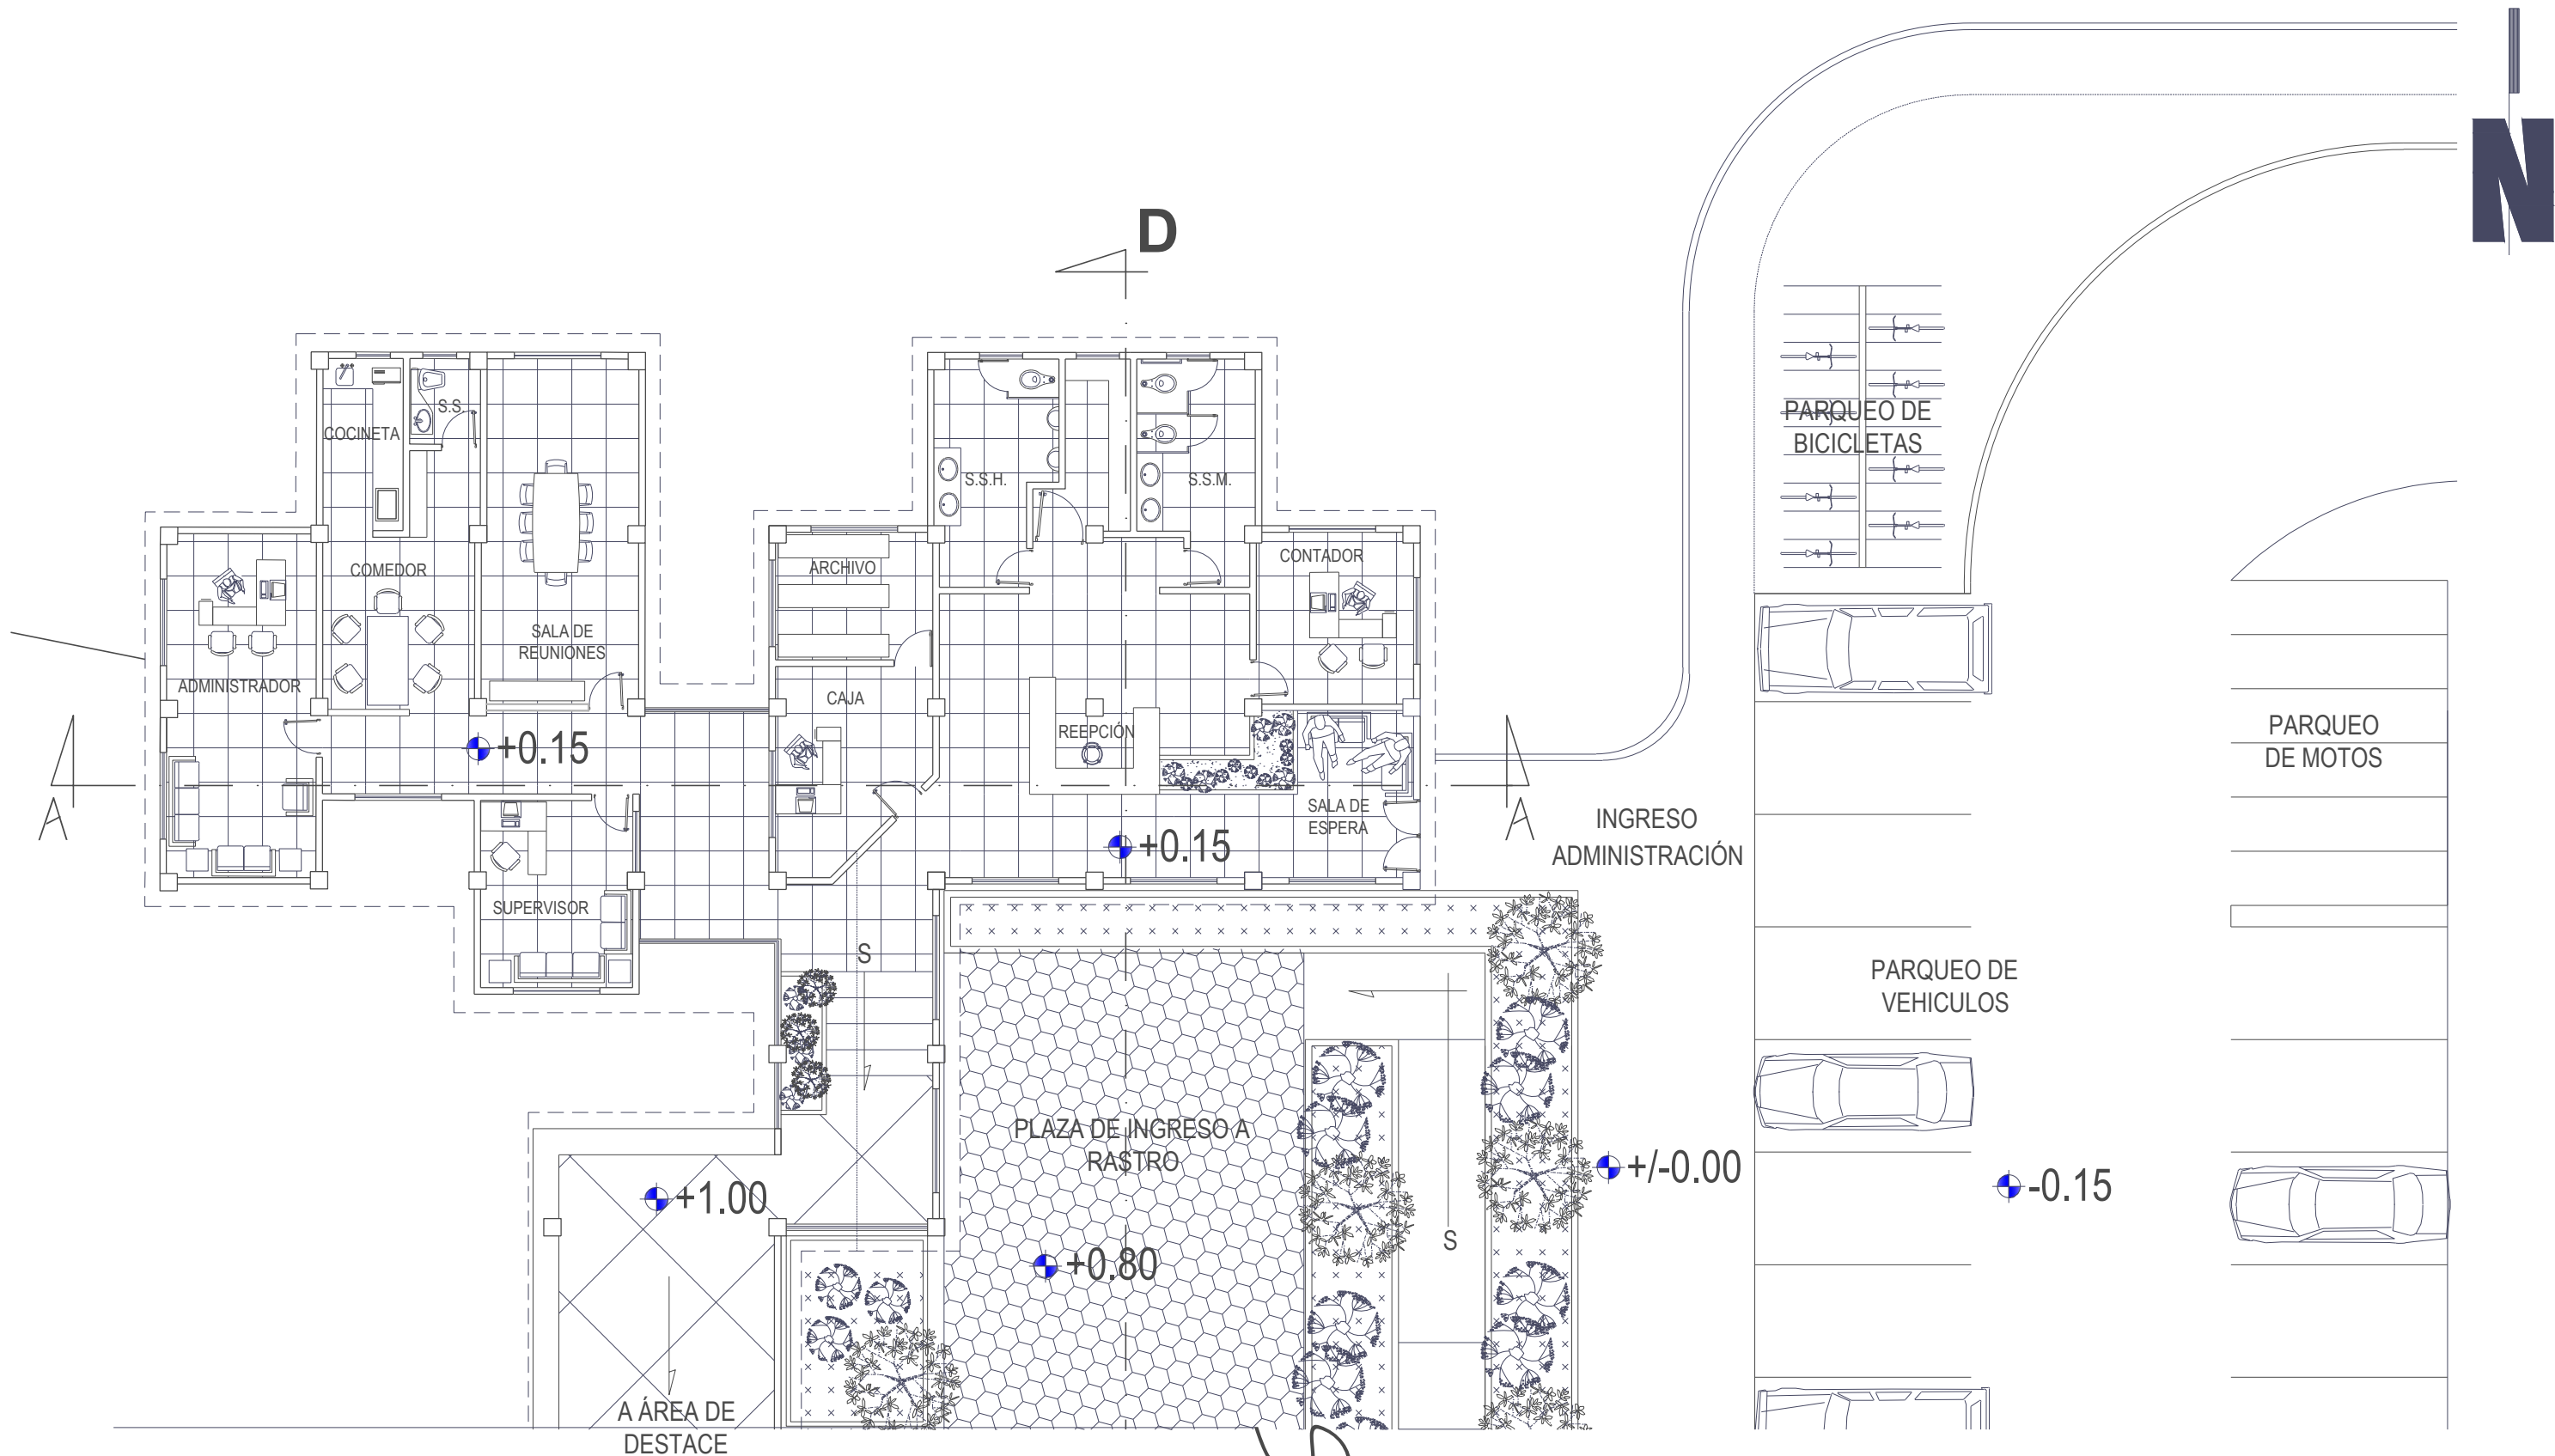 N
D
PARQUEO DE
BICICLETAS
S.S.
COCINETA
S.S.H.
S.S.M.
CONTADOR
ARCHIVO
COMEDOR
SALA DE
REUNIONES
ADMINISTRADOR
CAJA
REEPCIÓN
PARQUEO
DE MOTOS
+0.15
A
A
SALA DE
ESPERA
INGRESO
ADMINISTRACIÓN
+0.15
SUPERVISOR
S
PARQUEO DE
VEHICULOS
PLAZA DE INGRESO A
RASTRO
+/-0.00
-0.15
+1.00
+0.80
S
A ÁREA DE
DESTACE